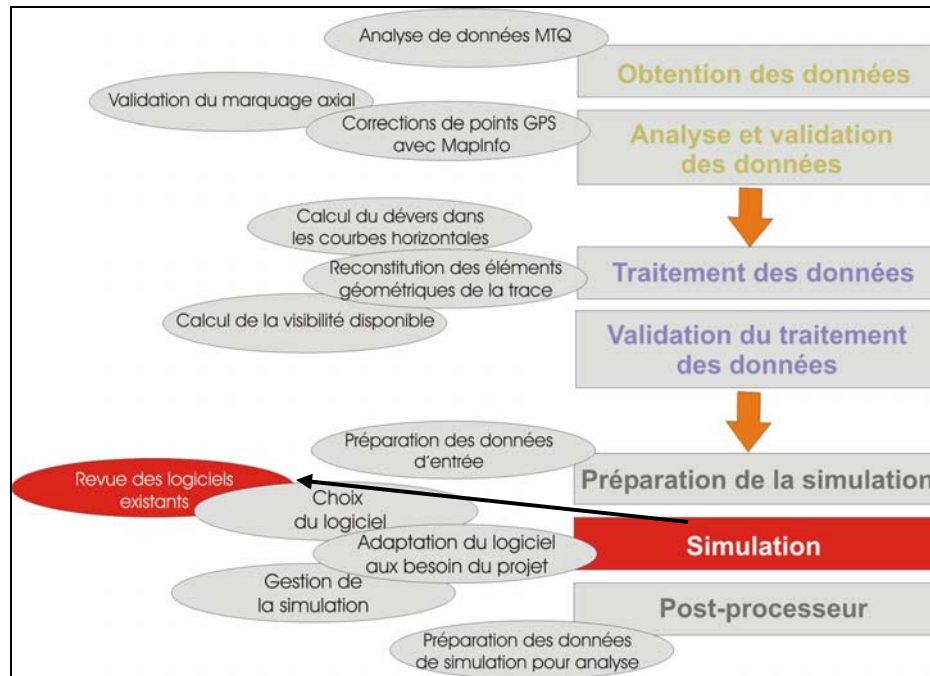 Analyse de données MTQ
Obtention des données
Validation du marquage axial
Corrections de points GPS
avec MapInfo
Analyse et validation
des données
Calcul du dévers dans
les courbes horizontales
Reconstitution des éléments
géométriques de la trace
Traitement des données
Calcul de la visibilité disponible
Validation du traitement
des données
Préparation des données
d'entrée
Préparation de la simulation
Revue des logiciels
existants
Choix
du logiciel
Simulation
Adaptation du logiciel
aux besoin du projet
Gestion de
la simulation
Post-processeur
Préparation des données
de simulation pour analyse